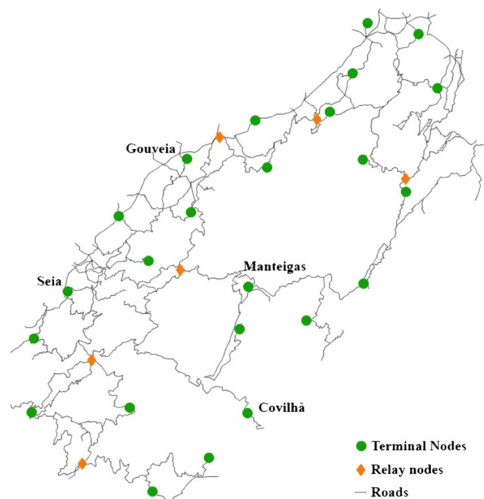 Gouveia
Manteigas
Seia
Covilhã
Terminal Nodes
Relay nodes
Roads